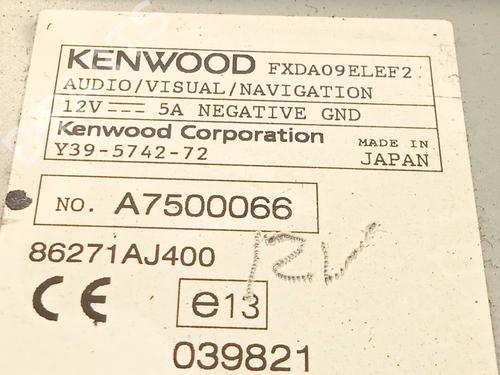 KENWOOD FXDA09ELEF2
AUDIO/VISUAL/NAVIGATION
12V⎓ 5A NEGATIVE GND
Kenwood Corporation
Y39-5742-72
MADE IN
JAPAN
NO. A7500066
86271AJ400
CE
e13
039821